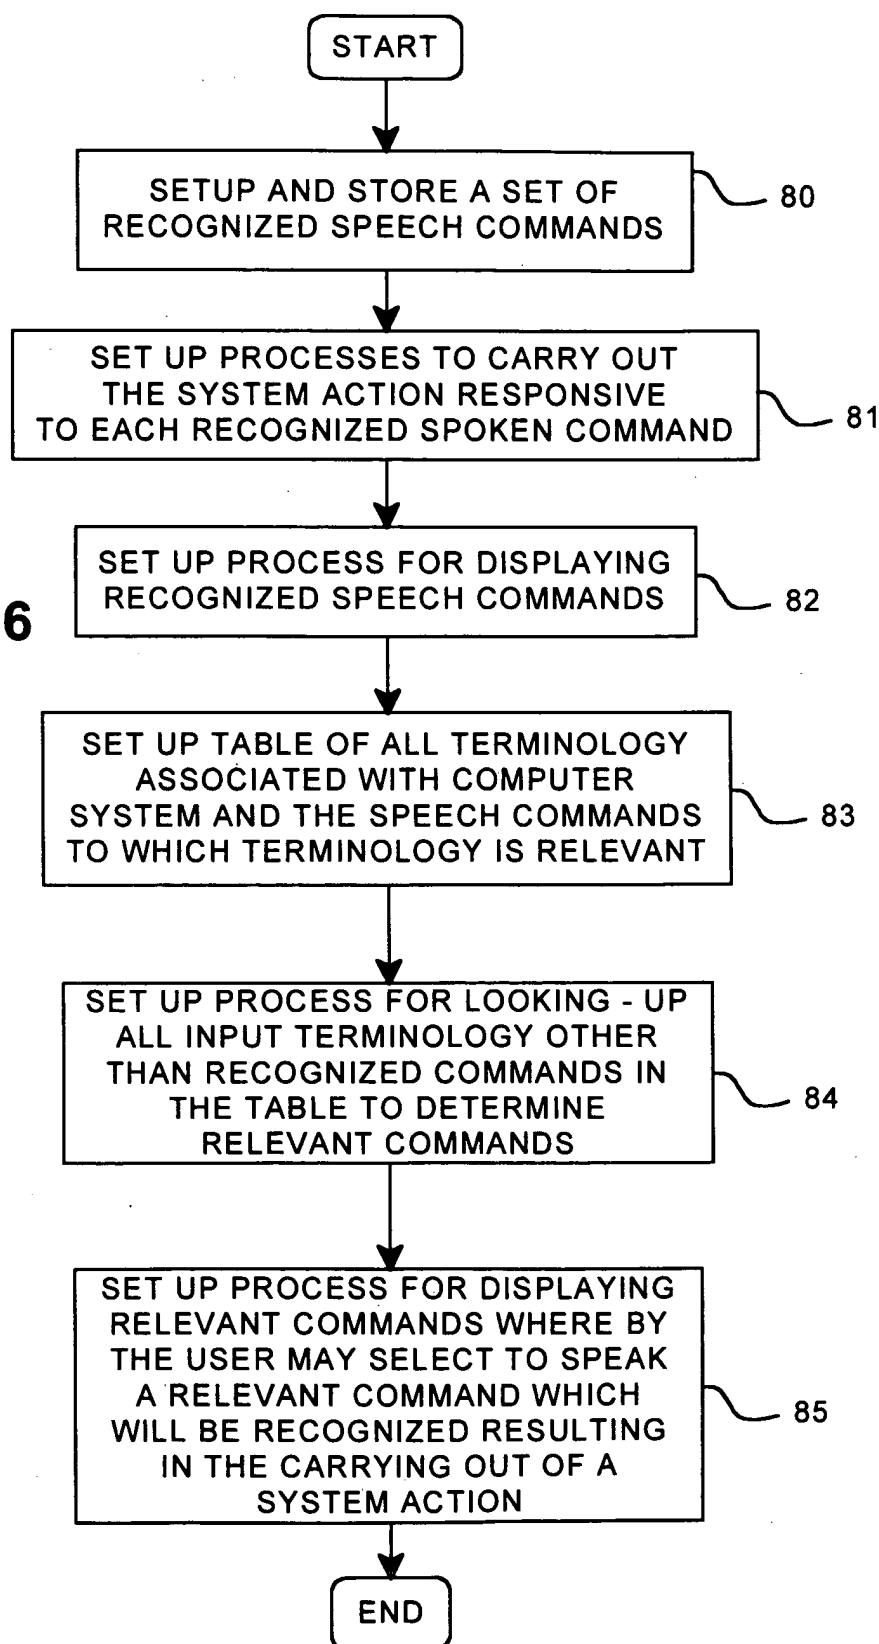 START
SETUP AND STORE A SET OF
RECOGNIZED SPEECH COMMANDS
80
SET UP PROCESSES TO CARRY OUT
THE SYSTEM ACTION RESPONSIVE
TO EACH RECOGNIZED SPOKEN COMMAND
81
SET UP PROCESS FOR DISPLAYING
RECOGNIZED SPEECH COMMANDS
82
6
SET UP TABLE OF ALL TERMINOLOGY
ASSOCIATED WITH COMPUTER
SYSTEM AND THE SPEECH COMMANDS
TO WHICH TERMINOLOGY IS RELEVANT
83
SET UP PROCESS FOR LOOKING - UP
ALL INPUT TERMINOLOGY OTHER
THAN RECOGNIZED COMMANDS IN
THE TABLE TO DETERMINE
RELEVANT COMMANDS
84
SET UP PROCESS FOR DISPLAYING
RELEVANT COMMANDS WHERE BY
THE USER MAY SELECT TO SPEAK
A RELEVANT COMMAND WHICH
WILL BE RECOGNIZED RESULTING
IN THE CARRYING OUT OF A
SYSTEM ACTION
85
END